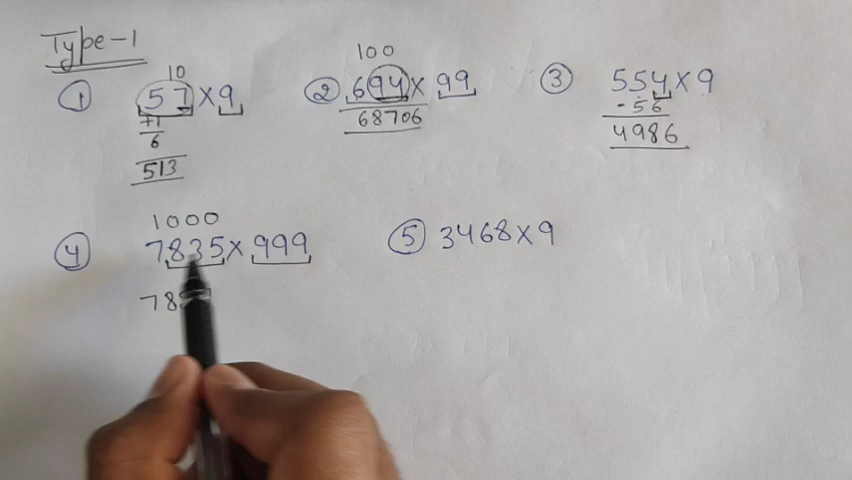 Type-1
① 57 × 9
10
+1
6
513
② 694 × 99
100
68706
③ 554 × 9
- 56
4986
④ 7835 × 999
1000
78
⑤ 3468 × 9